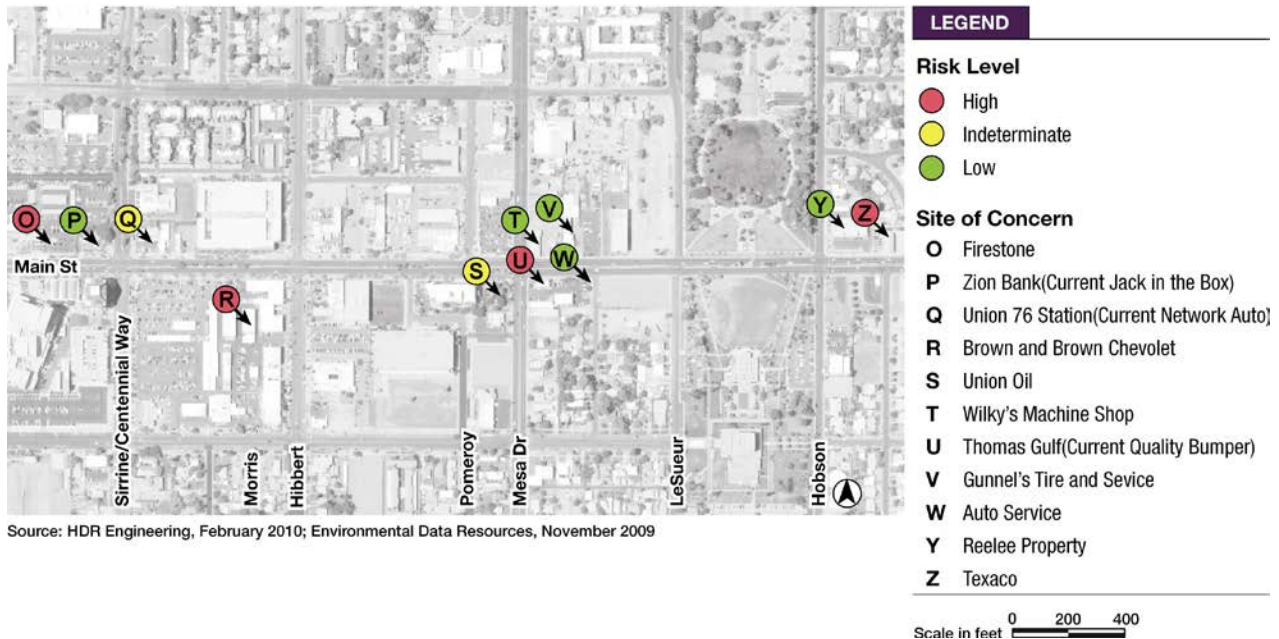 LEGEND
Risk Level
High
Indeterminate
Low
Site of Concern
O Firestone
P Zion Bank(Current Jack in the Box)
Q Union 76 Station(Current Network Auto)
R Brown and Brown Chevolet
S Union Oil
T Wilky's Machine Shop
U Thomas Gulf(Current Quality Bumper)
V Gunnel's Tire and Sevice
W Auto Service
Y Reelee Property
Z Texaco
0 200 400
Scale in feet
O
P
Q
R
S
T
U
V
W
Y
Z
Main St
Sirrine/Centennial Way
Morris
Hibbert
Pomeroy
Mesa Dr
LeSueur
Hobson
Source: HDR Engineering, February 2010; Environmental Data Resources, November 2009